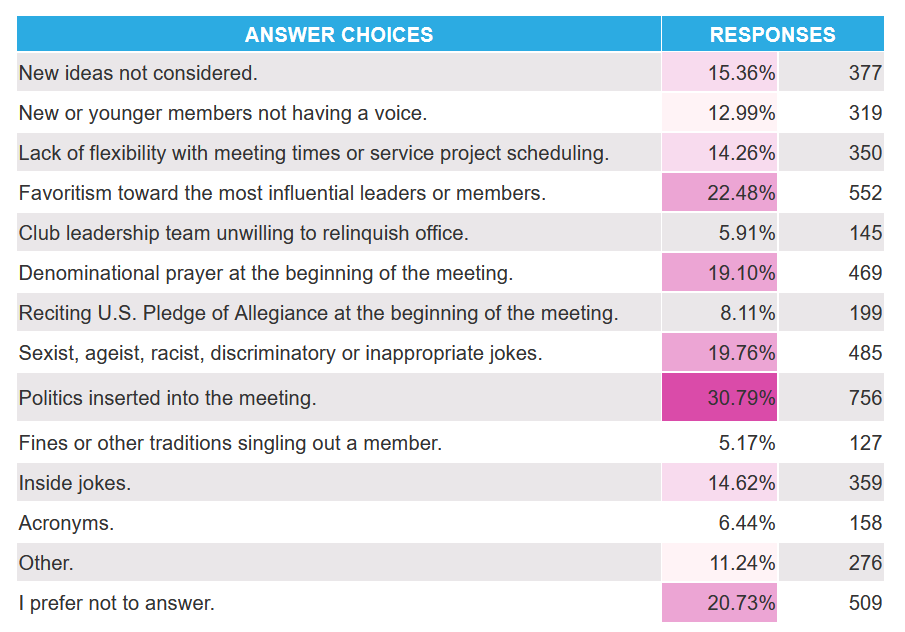 ANSWER CHOICES RESPONSES
New ideas not considered. 15.36% 377
New or younger members not having a voice. 12.99% 319
Lack of flexibility with meeting times or service project scheduling. 14.26% 350
Favoritism toward the most influential leaders or members. 22.48% 552
Club leadership team unwilling to relinquish office. 5.91% 145
Denominational prayer at the beginning of the meeting. 19.10% 469
Reciting U.S. Pledge of Allegiance at the beginning of the meeting. 8.11% 199
Sexist, ageist, racist, discriminatory or inappropriate jokes. 19.76% 485
Politics inserted into the meeting. 30.79% 756
Fines or other traditions singling out a member. 5.17% 127
Inside jokes. 14.62% 359
Acronyms. 6.44% 158
Other. 11.24% 276
I prefer not to answer. 20.73% 509